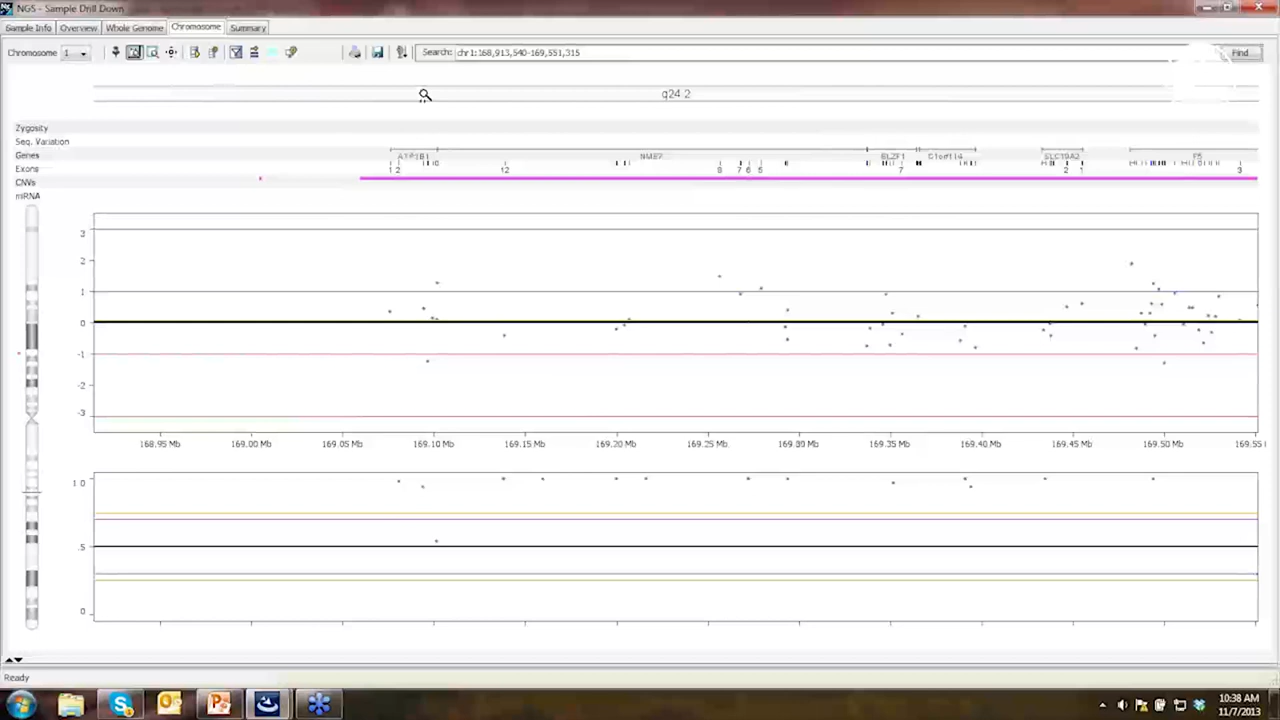 NGS - Sample Drill Down
Sample Info Overview Whole Genome Chromosome Summary
Chromosome 1 Search: chr1:168,913,540-169,551,315 Find
q24.2
Zygosity
Seq. Variation
Genes ATP1B1 NME7 BLZF1 C1orf114 SLC19A2 F5
Exons
1 2 12 8 7 6 5 7 2 1 3
CNVs
mRNA
3
2
1
0
-1
-2
-3
168.95 Mb 169.00 Mb 169.05 Mb 169.10 Mb 169.15 Mb 169.20 Mb 169.25 Mb 169.30 Mb 169.35 Mb 169.40 Mb 169.45 Mb 169.50 Mb 169.55
1.0
.5
0
Ready
10:38 AM
11/7/2013